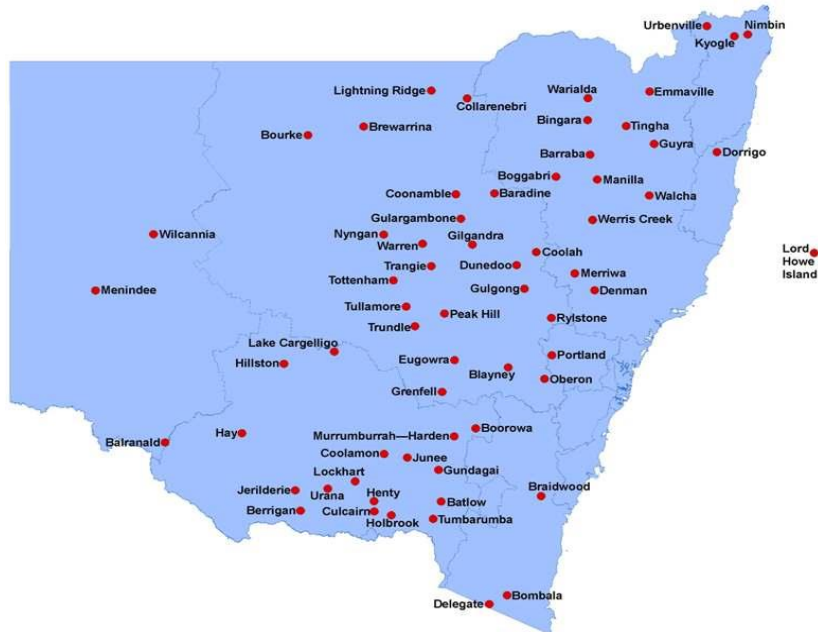 Urbenville
Nimbin
Kyogle
Lightning Ridge
Collarenebri
Warialda
Emmaville
Bourke
Brewarrina
Bingara
Tingha
Guyra
Barraba
Dorrigo
Boggabri
Manilla
Coonamble
Baradine
Walcha
Gulargambone
Werris Creek
Wilcannia
Nyngan
Warren
Gilgandra
Coolah
Lord
Howe
Island
Trangie
Dunedoo
Merriwa
Tottenham
Menindee
Gulgong
Denman
Tullamore
Peak Hill
Rylstone
Trundle
Lake Cargelligo
Hillston
Eugowra
Portland
Blayney
Oberon
Grenfell
Boorowa
Hay
Murrumburrah—Harden
Balranald
Coolamon
Junee
Lockhart
Gundagai
Jerilderie
Urana
Henty
Batlow
Braidwood
Berrigan
Culcairn
Holbrook
Tumbarumba
Bombala
Delegate